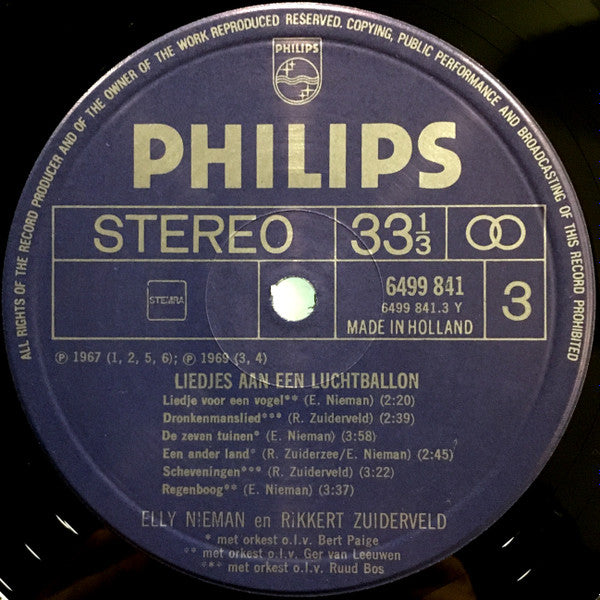 ALL RIGHTS OF THE RECORD PRODUCER AND OF THE OWNER OF THE WORK REPRODUCED RESERVED. COPYING, PUBLIC PERFORMANCE AND BROADCASTING OF THIS RECORD PROHIBITED
PHILIPS
PHILIPS
STEREO 33 1/3
STEMRA
6499 841
6499 841.3 Y
MADE IN HOLLAND
3
Ⓟ 1967 (1, 2, 5, 6); Ⓟ 1969 (3, 4)
LIEDJES AAN EEN LUCHTBALLON
Liedje voor een vogel** (E. Nieman) (2:20)
Dronkenmanslied*** (R. Zuiderveld) (2:39)
De zeven tuinen* (E. Nieman) (3:58)
Een ander land* (R. Zuiderzee/E. Nieman) (2:45)
Scheveningen*** (R. Zuiderveld) (3:22)
Regenboog** (E. Nieman) (3:37)
ELLY NIEMAN en RIKKERT ZUIDERVELD
* met orkest o.l.v. Bert Paige
** met orkest o.l.v. Ger van Leeuwen
*** met orkest o.l.v. Ruud Bos